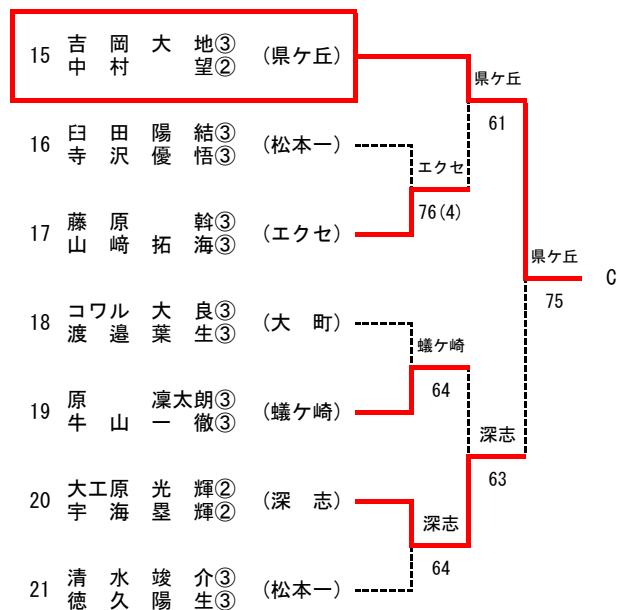 15 吉岡大地③ (県ケ丘)
中村望②
県ケ丘
61
16 臼田陽結③ (松本一)
寺沢優悟③
エクセ
76(4)
17 藤原幹③ (エクセ)
山﨑拓海③
県ケ丘
75
C
18 コワル大良③ (大町)
渡邉葉生③
蟻ケ崎
64
19 原凜太朗③ (蟻ケ崎)
牛山一徹③
深志
63
20 大工原光輝② (深志)
宇海塁輝②
深志
64
21 清水竣介③ (松本一)
徳久陽生③